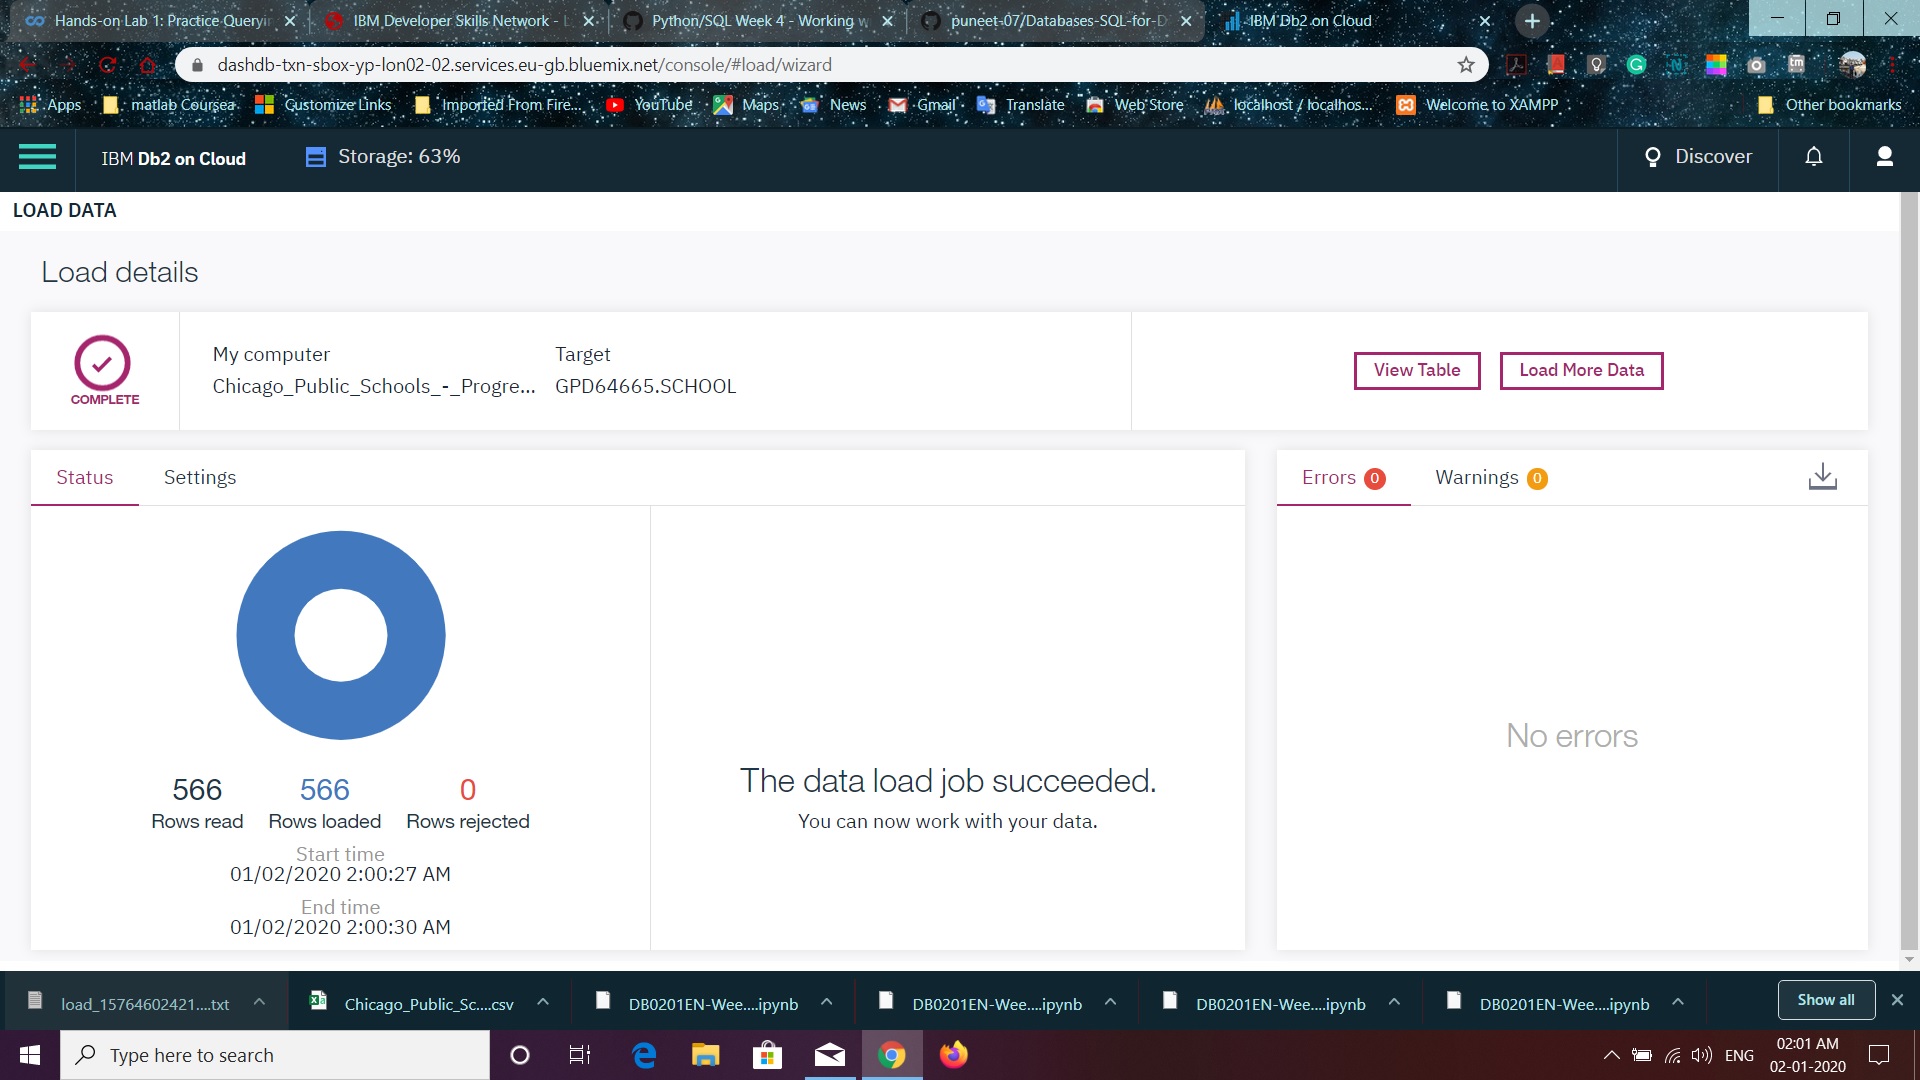 Hands-on Lab 1: Practice Queryin
IBM Developer Skills Network - L
Python/SQL Week 4 - Working w
puneet-07/Databases-SQL-for-D
IBM Db2 on Cloud
dashdb-txn-sbox-yp-lon02-02.services.eu-gb.bluemix.net/console/#load/wizard
Apps
matlab Coursea
Customize Links
Imported From Fire...
YouTube
Maps
News
Gmail
Translate
Web Store
localhost / localhos...
Welcome to XAMPP
Other bookmarks
IBM Db2 on Cloud
Storage: 63%
Discover
LOAD DATA
Load details
COMPLETE
My computer
Chicago_Public_Schools_-_Progre...
Target
GPD64665.SCHOOL
View Table
Load More Data
Status
Settings
Errors 0
Warnings 0
566
Rows read
566
Rows loaded
0
Rows rejected
Start time
01/02/2020 2:00:27 AM
End time
01/02/2020 2:00:30 AM
The data load job succeeded.
You can now work with your data.
No errors
load_15764602421....txt
Chicago_Public_Sc....csv
DB0201EN-Wee....ipynb
DB0201EN-Wee....ipynb
DB0201EN-Wee....ipynb
DB0201EN-Wee....ipynb
Show all
Type here to search
ENG
02:01 AM
02-01-2020